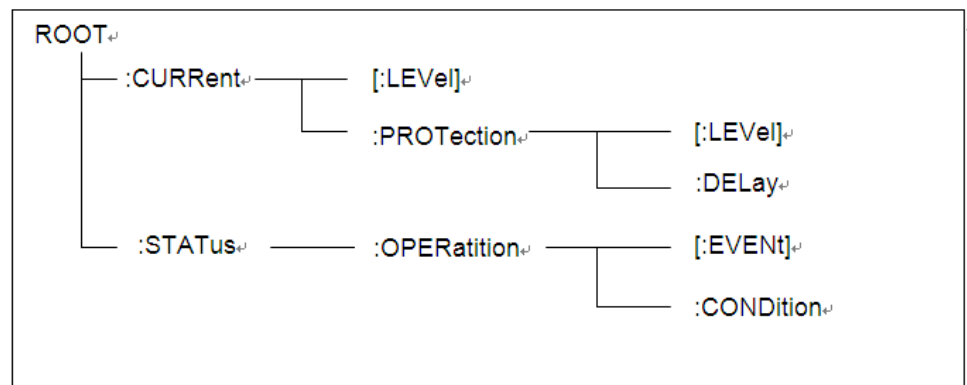 ROOT
:CURRent [:LEVel]
:PROTection [:LEVel]
:DELay
:STATus :OPERatition [:EVENt]
:CONDition